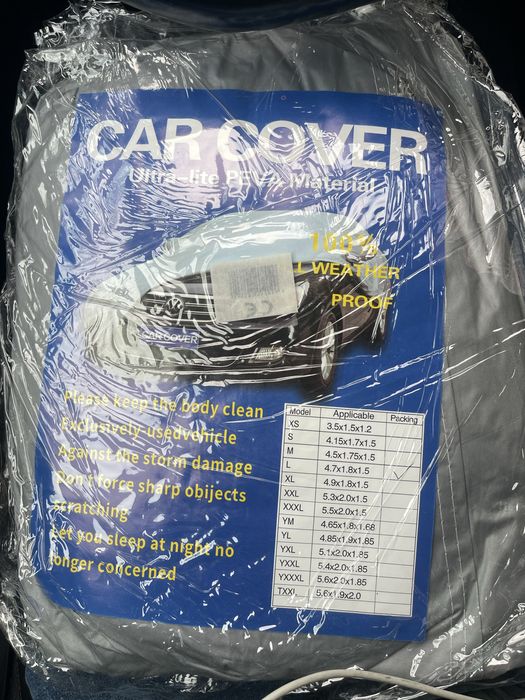 CAR COVER
Ultra-lite PEVA Material
100%
L WEATHER
PROOF
CAR COVER
Please keep the body clean
Exclusively usedvehicle
Against the storm damage
Don't force sharp obijects
scratching
Let you sleep at night no
longer concerned
Model Applicable Packing
XS 3.5x1.5x1.2
S 4.15x1.7x1.5
M 4.5x1.75x1.5
L 4.7x1.8x1.5
XL 4.9x1.8x1.5
XXL 5.3x2.0x1.5
XXXL 5.5x2.0x1.5
YM 4.65x1.8x1.68
YL 4.85x1.9x1.85
YXL 5.1x2.0x1.85
YXXL 5.4x2.0x1.85
YXXXL 5.6x2.0x1.85
TXXL 5.6x1.9x2.0